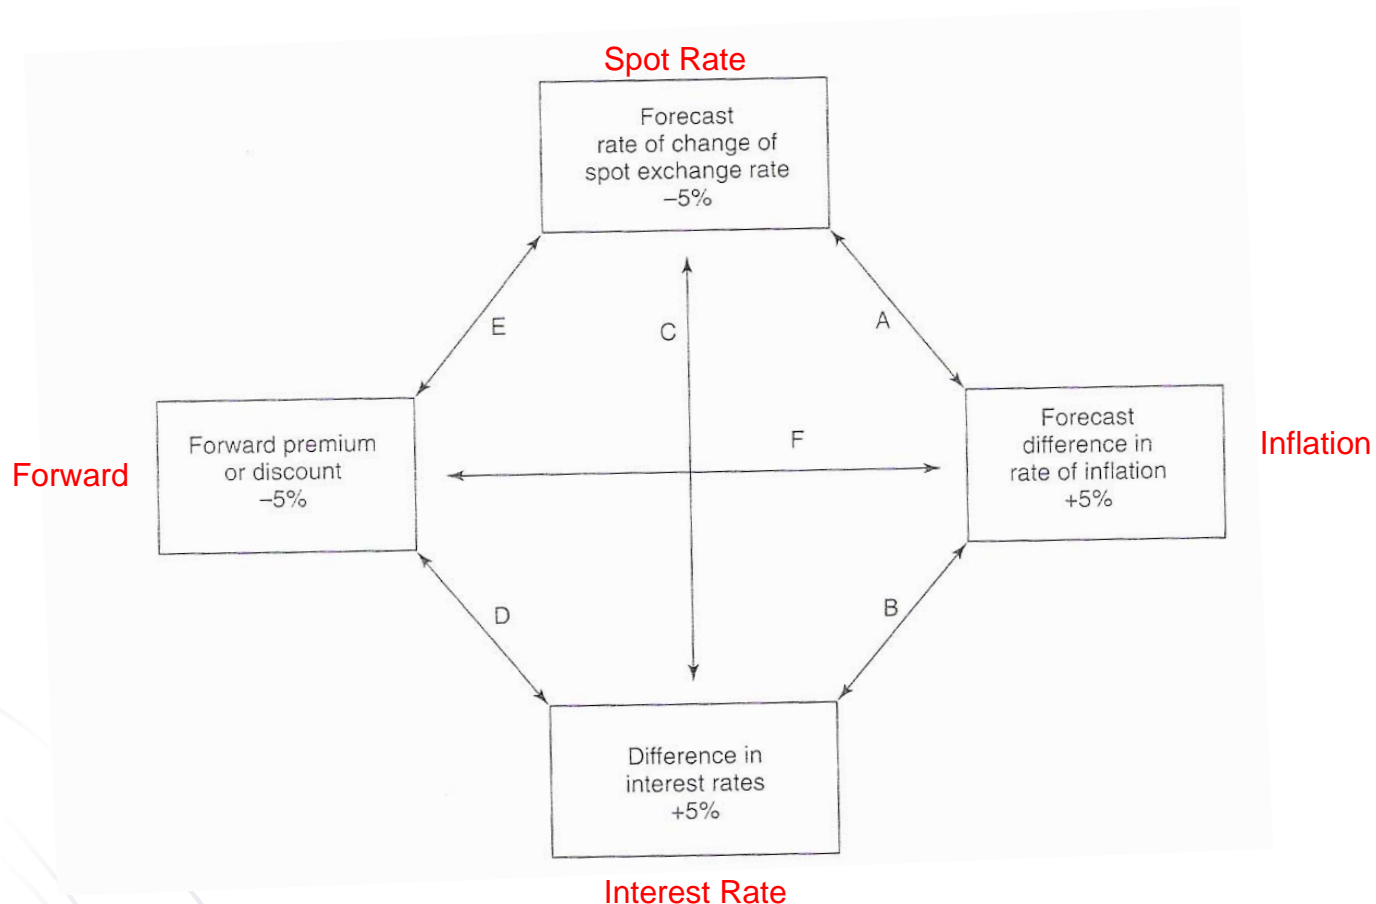 Spot Rate
Forecast
rate of change of
spot exchange rate
–5%
E
C
A
Forward
Forward premium
or discount
–5%
F
Forecast
difference in
rate of inflation
+5%
Inflation
D
B
Difference in
interest rates
+5%
Interest Rate